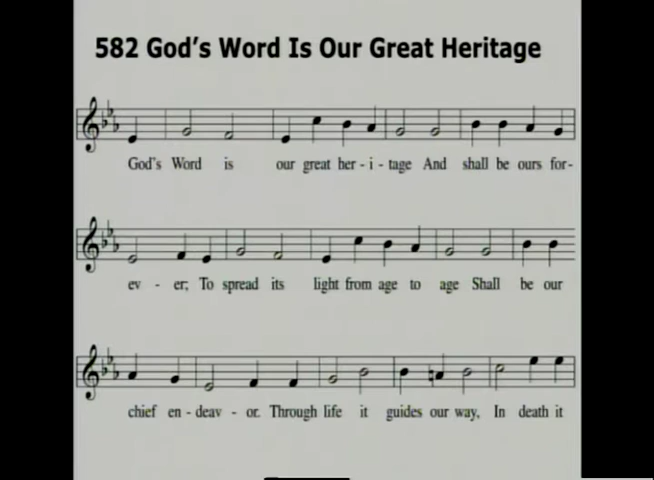 582 God's Word Is Our Great Heritage
God's Word is our great her - i - tage And shall be ours for-
ev - er; To spread its light from age to age Shall be our
chief en - deav - or. Through life it guides our way, In death it